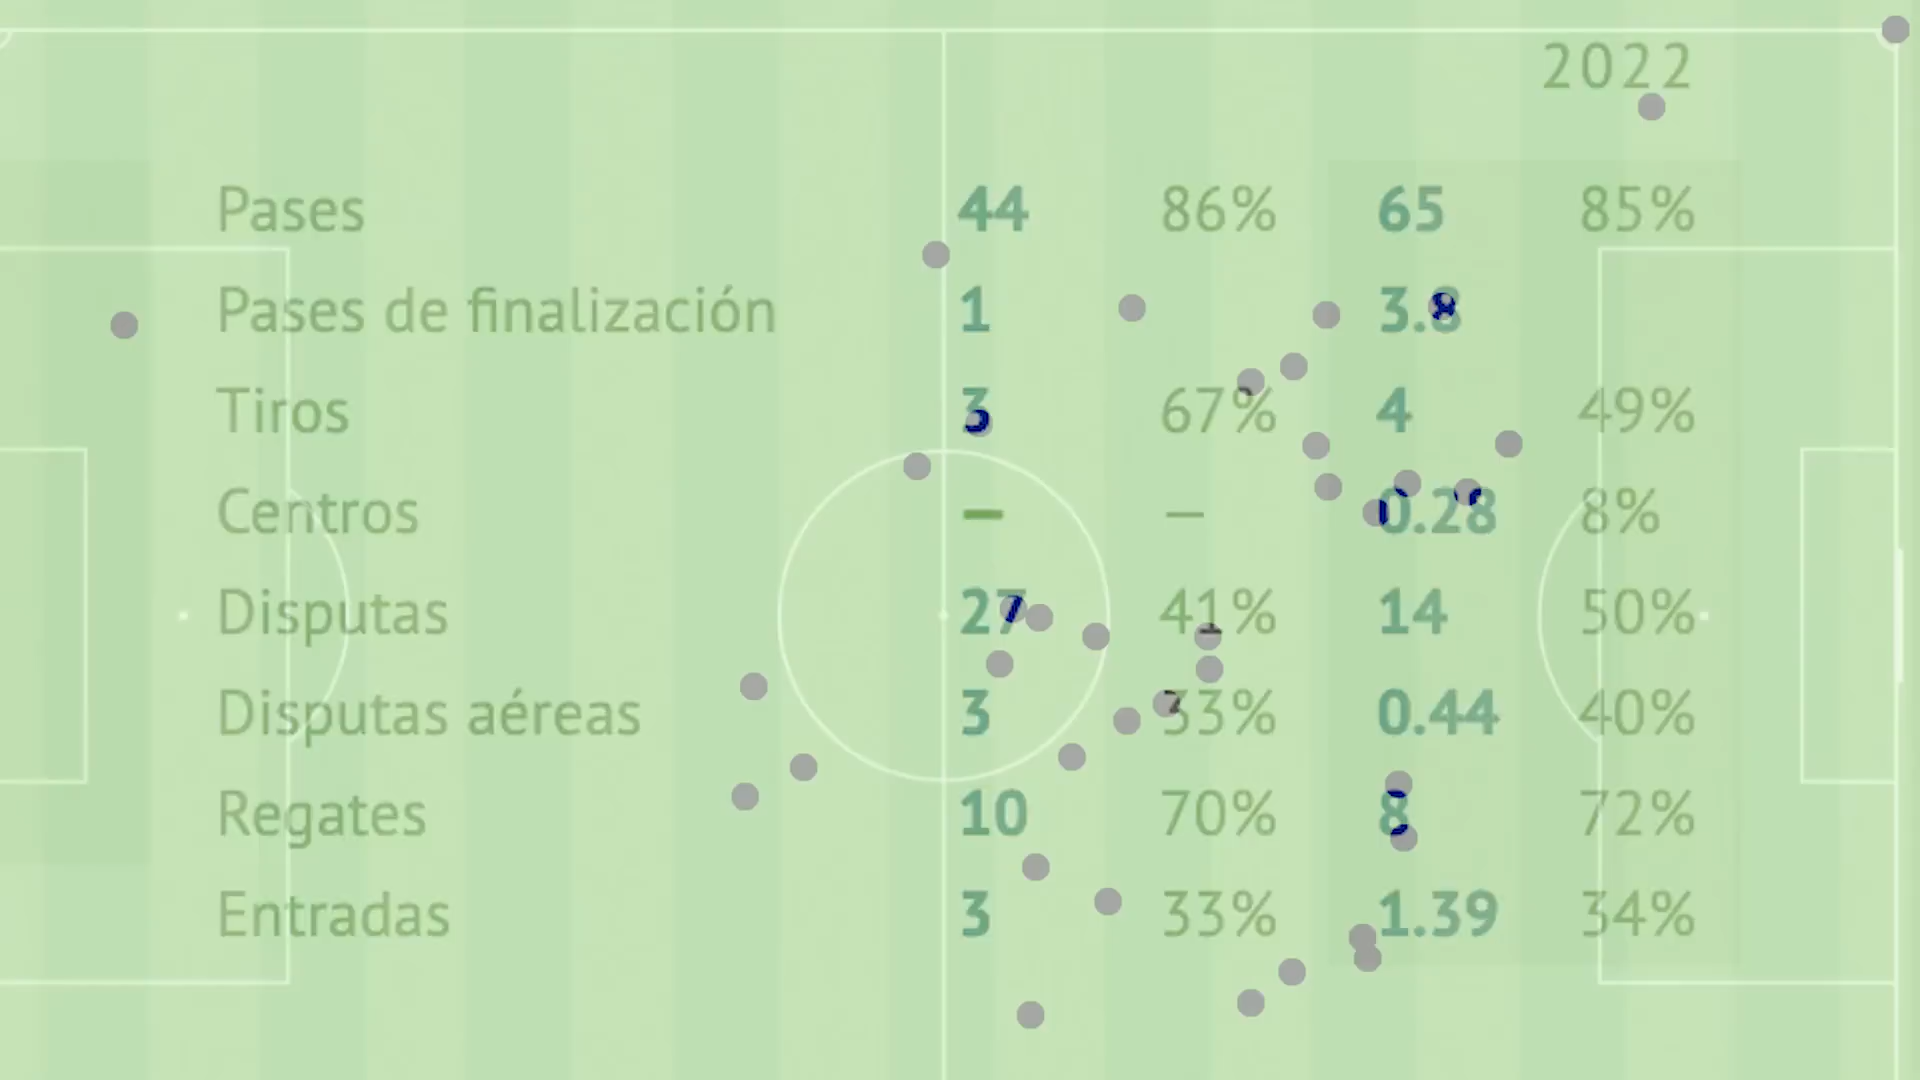 2022
Pases 44 86% 65 85%
Pases de finalización 1 3.8
Tiros 3 67% 4 49%
Centros — — 0.28 8%
Disputas 27 41% 14 50%
Disputas aéreas 3 33% 0.44 40%
Regates 10 70% 8 72%
Entradas 3 33% 1.39 34%